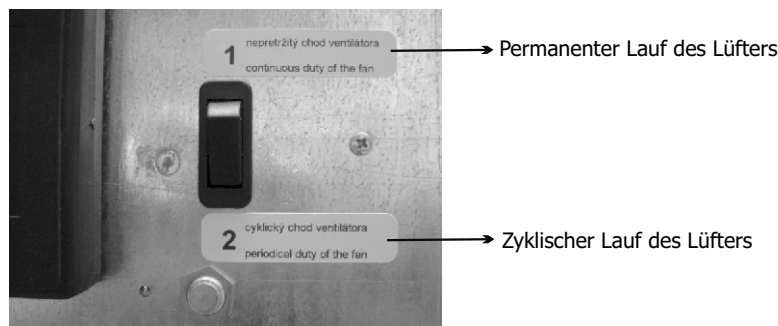 1 nepretržitý chod ventilátora
continuous duty of the fan
Permanenter Lauf des Lüfters
2 cyklický chod ventilátora
periodical duty of the fan
Zyklischer Lauf des Lüfters